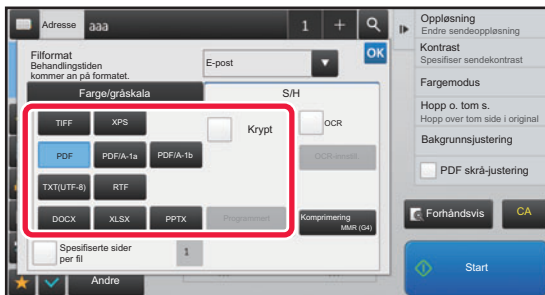 Adresse aaa 1 +
Filformat
Behandlingstiden
kommer an på formatet.
E-post
OK
Farge/gråskala
S/H
TIFF
XPS
Krypt
OCR
PDF
PDF/A-1a
PDF/A-1b
OCR-innstill.
TXT(UTF-8)
RTF
DOCX
XLSX
PPTX
Programmert
Komprimering
MMR (G4)
Spesifiserte sider
per fil
1
Andre
Oppløsning
Endre sendeoppløsning
Kontrast
Spesifiser sendekontrast
Fargemodus
Hopp o. tom s.
Hopp over tom side i original
Bakgrunnsjustering
PDF skrå-justering
Forhåndsvis
CA
Start